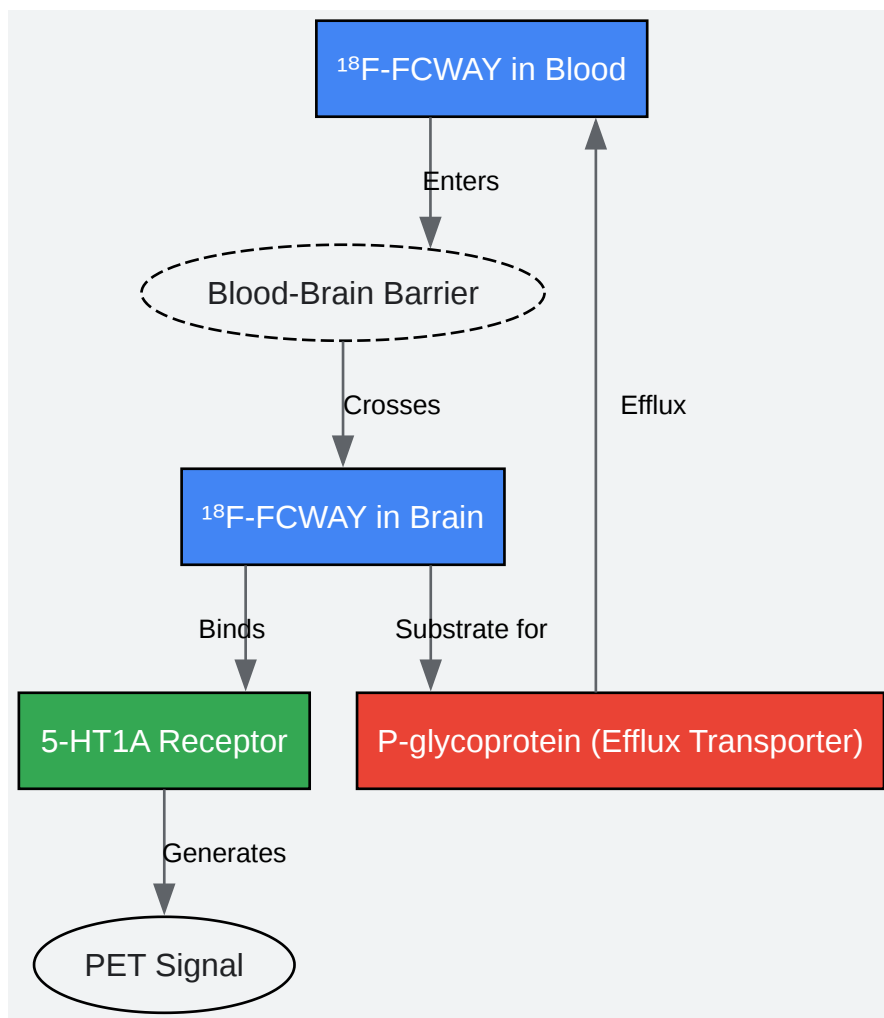 ¹⁸F-FCWAY in Blood
Enters
Blood-Brain Barrier
Crosses
Efflux
¹⁸F-FCWAY in Brain
Binds
Substrate for
5-HT1A Receptor
P-glycoprotein (Efflux Transporter)
Generates
PET Signal